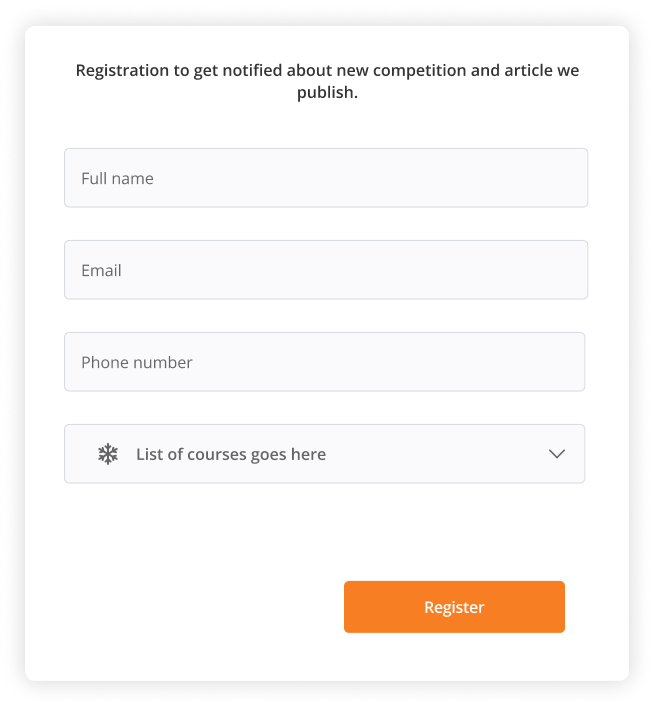 Registration to get notified about new competition and article we
publish.
Full name
Email
Phone number
List of courses goes here
Register